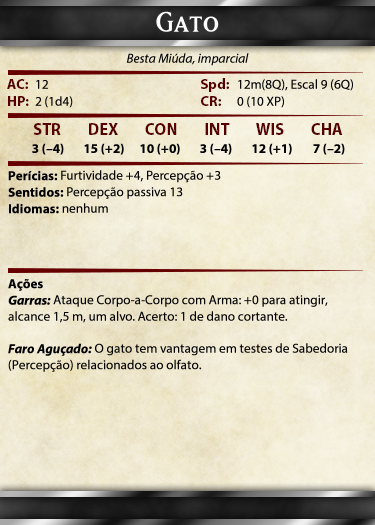 Gato
Besta Miúda, imparcial
AC: 12 Spd: 12m(8Q), Escal 9 (6Q)
HP: 2 (1d4) CR: 0 (10 XP)
STR DEX CON INT WIS CHA
3 (–4) 15 (+2) 10 (+0) 3 (–4) 12 (+1) 7 (–2)
Perícias: Furtividade +4, Percepção +3
Sentidos: Percepção passiva 13
Idiomas: nenhum
Ações
Garras: Ataque Corpo-a-Corpo com Arma: +0 para atingir,
alcance 1,5 m, um alvo. Acerto: 1 de dano cortante.
Faro Aguçado: O gato tem vantagem em testes de Sabedoria
(Percepção) relacionados ao olfato.